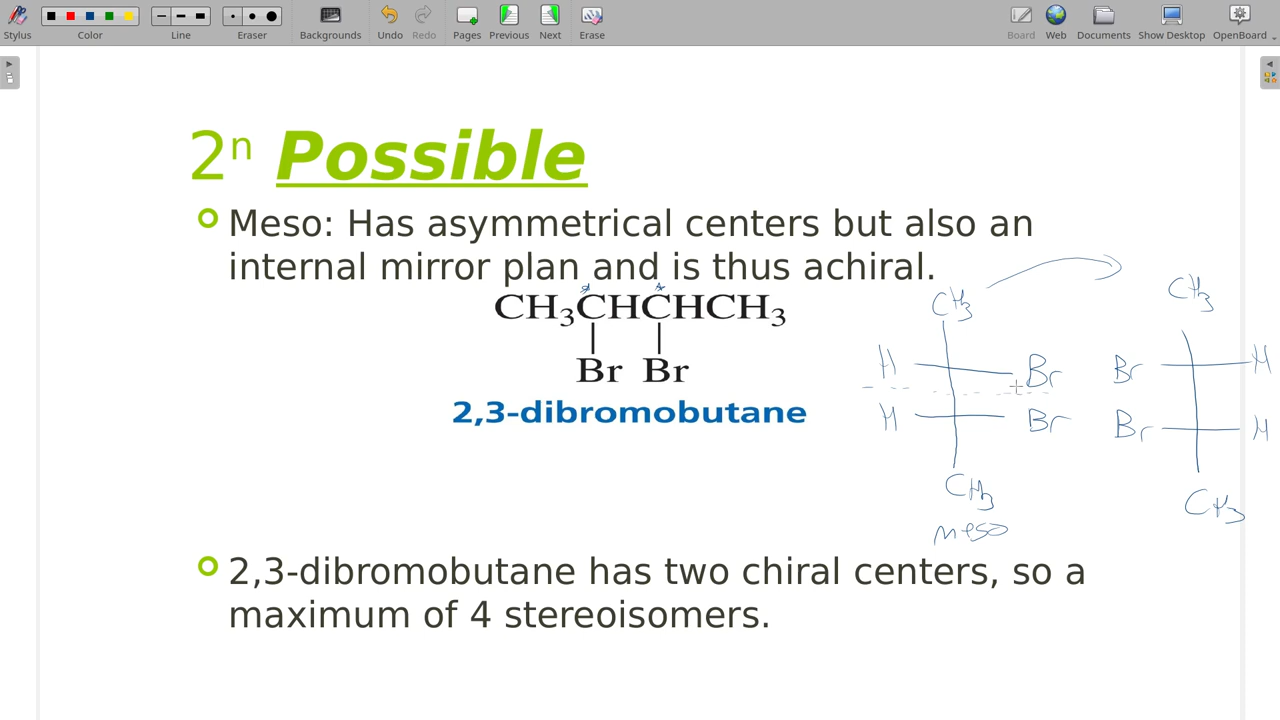 Stylus Color Line Eraser Backgrounds Undo Redo Pages Previous Next Erase Board Web Documents Show Desktop OpenBoard
2ⁿ Possible
Meso: Has asymmetrical centers but also an
internal mirror plan and is thus achiral.
* *
CH₃CHCHCH₃
Br Br
2,3-dibromobutane
CH₃ CH₃
H Br Br H
H Br Br H
CH₃ CH₃
meso
2,3-dibromobutane has two chiral centers, so a
maximum of 4 stereoisomers.